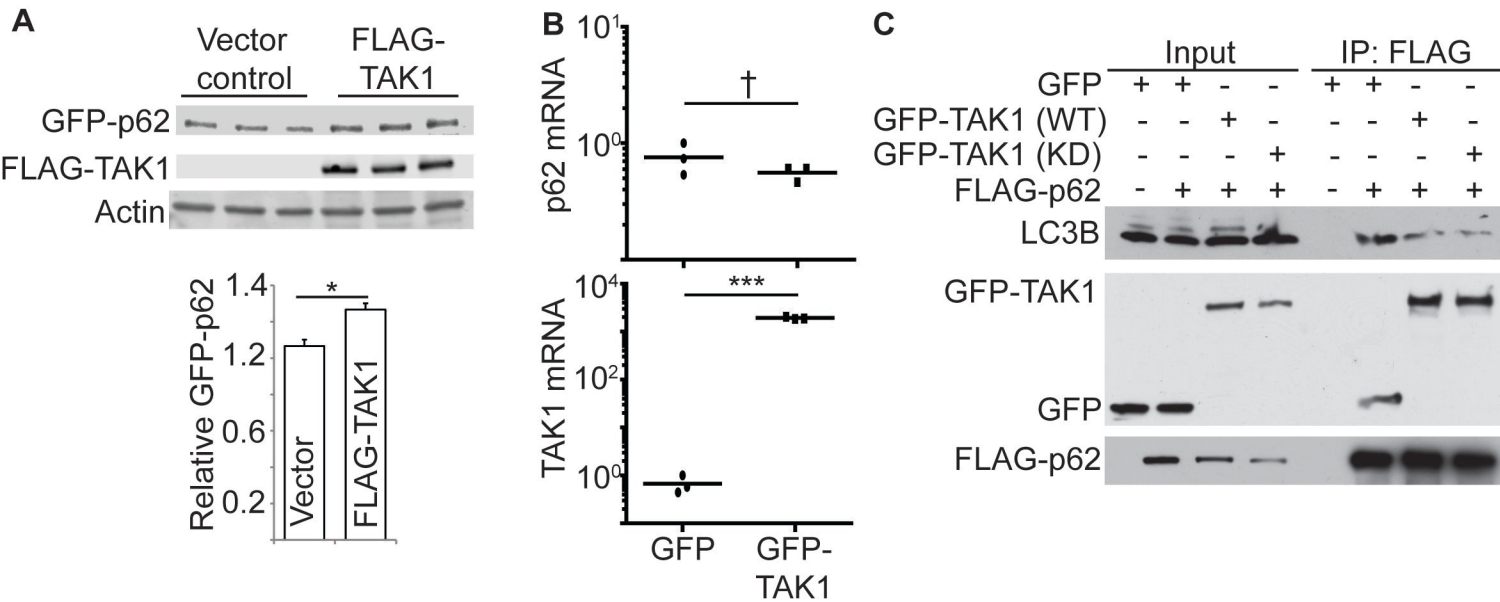 A
Vector control
FLAG-TAK1
GFP-p62
FLAG-TAK1
Actin
Relative GFP-p62
1.4
1.2
0.6
0.2
*
Vector
FLAG-TAK1
B
p62 mRNA
10¹
10⁰
†
TAK1 mRNA
10⁴
10²
10⁰
***
GFP
GFP-TAK1
C
Input IP: FLAG
GFP + + - - + + - -
GFP-TAK1 (WT) - - + - - - + -
GFP-TAK1 (KD) - - - + - - - +
FLAG-p62 - + + + - + + +
LC3B
GFP-TAK1
GFP
FLAG-p62